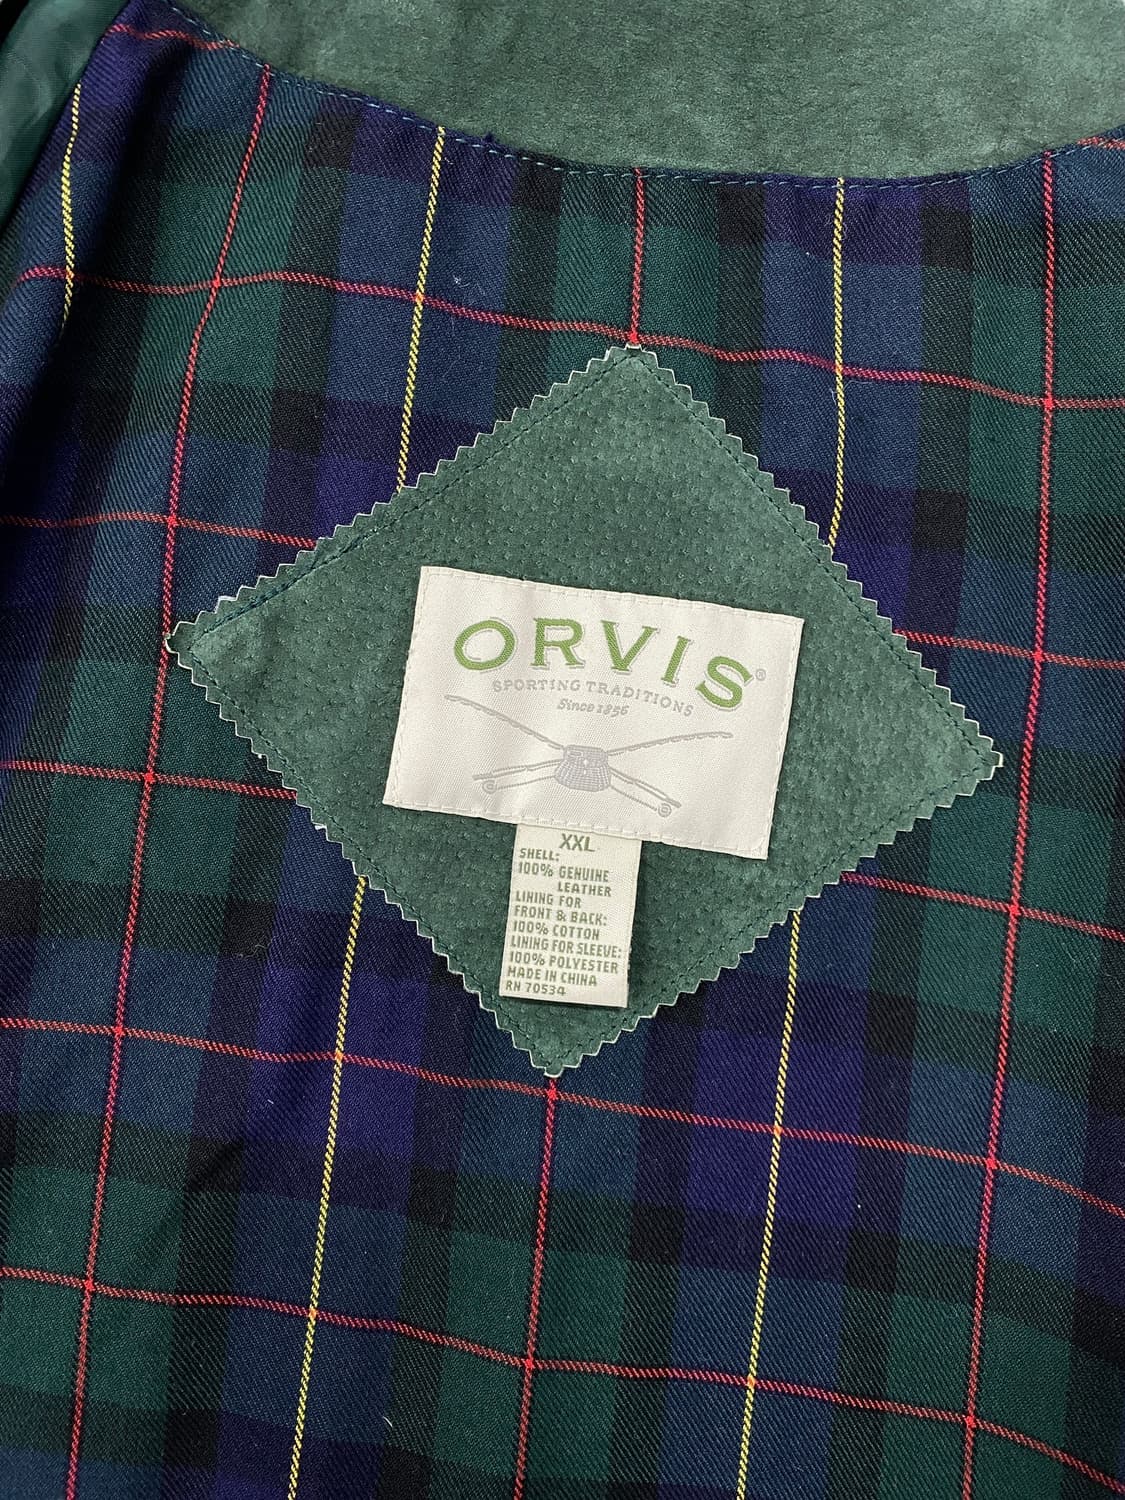 ORVIS®
SPORTING TRADITIONS
Since 1856
XXL
SHELL:
100% GENUINE
LEATHER
LINING FOR
FRONT & BACK:
100% COTTON
LINING FOR SLEEVE:
100% POLYESTER
MADE IN CHINA
RN 70534